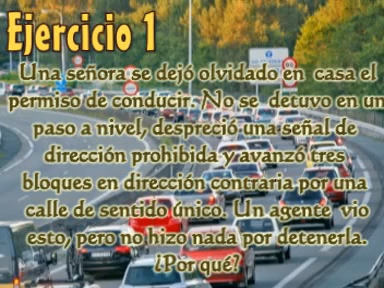 Ejercicio 1
Una señora se dejó olvidado en casa el
permiso de conducir. No se detuvo en un
paso a nivel, despreció una señal de
dirección prohibida y avanzó tres
bloques en dirección contraria por una
calle de sentido único. Un agente vio
esto, pero no hizo nada por detenerla.
¿Por qué?